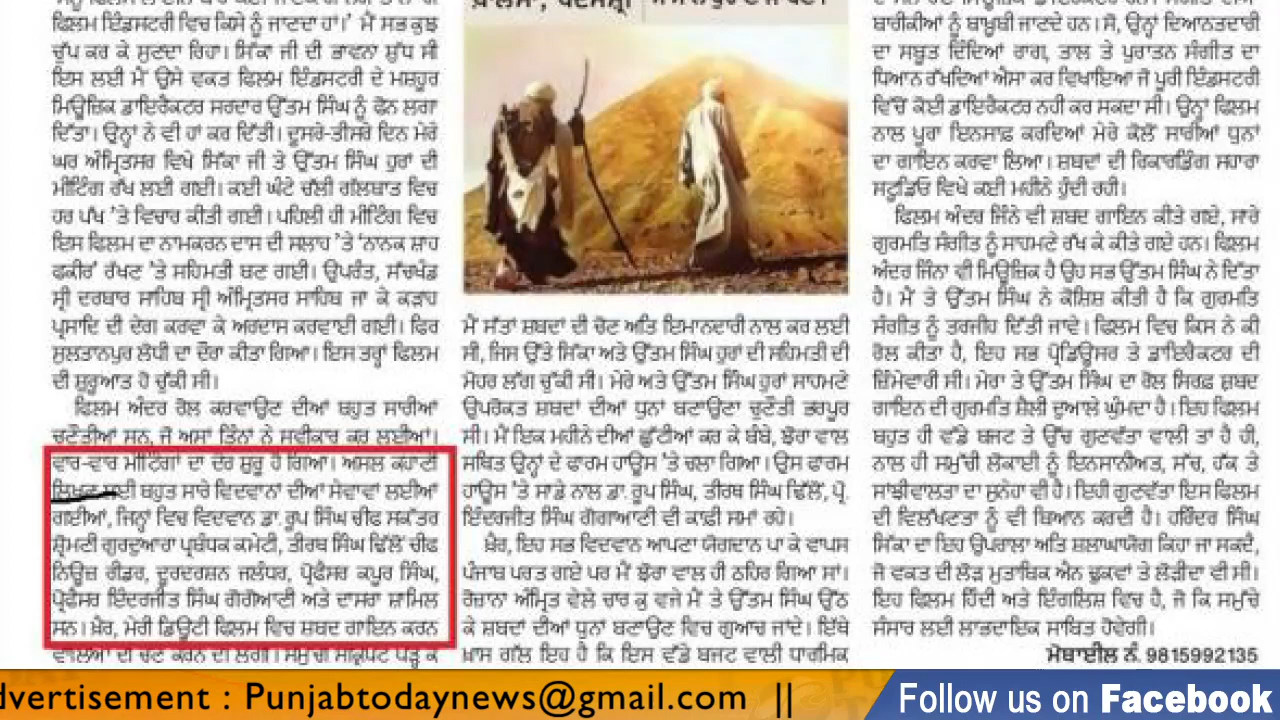 ਫਿਲਮ ਇੰਡਸਟਰੀ ਵਿਚ ਕਿਸੇ ਨੂੰ ਜਾਣਦਾ ਹਾਂ।' ਮੈਂ ਸਭ ਕੁਝ
ਚੁੱਪ ਕਰ ਕੇ ਸੁਣਦਾ ਰਿਹਾ। ਸਿੱਕਾ ਜੀ ਦੀ ਭਾਵਨਾ ਸ਼ੁੱਧ ਸੀ
ਇਸ ਲਈ ਮੈਂ ਉਸੇ ਵਕਤ ਫਿਲਮ ਇੰਡਸਟਰੀ ਦੇ ਮਸ਼ਹੂਰ
ਮਿਊਜ਼ਿਕ ਡਾਇਰੈਕਟਰ ਸਰਦਾਰ ਉੱਤਮ ਸਿੰਘ ਨੂੰ ਫੋਨ ਲਗਾ
ਦਿੱਤਾ। ਉਨ੍ਹਾਂ ਨੇ ਵੀ ਹਾਂ ਕਰ ਦਿੱਤੀ। ਦੂਸਰੇ-ਤੀਸਰੇ ਦਿਨ ਮੇਰੇ
ਘਰ ਅੰਮ੍ਰਿਤਸਰ ਵਿਖੇ ਸਿੱਕਾ ਜੀ ਤੇ ਉੱਤਮ ਸਿੰਘ ਹੁਰਾਂ ਦੀ
ਮੀਟਿੰਗ ਰੱਖ ਲਈ ਗਈ। ਕਈ ਘੰਟੇ ਚੱਲੀ ਗੱਲਬਾਤ ਵਿਚ
ਹਰ ਪੱਖ 'ਤੇ ਵਿਚਾਰ ਕੀਤੀ ਗਈ। ਪਹਿਲੀ ਹੀ ਮੀਟਿੰਗ ਵਿਚ
ਇਸ ਫਿਲਮ ਦਾ ਨਾਮਕਰਨ ਦਾਸ ਦੀ ਸਲਾਹ 'ਤੇ 'ਨਾਨਕ ਸ਼ਾਹ
ਫਕੀਰ' ਰੱਖਣ 'ਤੇ ਸਹਿਮਤੀ ਬਣ ਗਈ। ਉਪਰੰਤ, ਸੱਚਖੰਡ
ਸ੍ਰੀ ਦਰਬਾਰ ਸਾਹਿਬ ਸ੍ਰੀ ਅੰਮ੍ਰਿਤਸਰ ਸਾਹਿਬ ਜਾ ਕੇ ਕੜਾਹ
ਪ੍ਰਸ਼ਾਦਿ ਦੀ ਦੇਗ ਕਰਵਾ ਕੇ ਅਰਦਾਸ ਕਰਵਾਈ ਗਈ। ਫਿਰ
ਸੁਲਤਾਨਪੁਰ ਲੋਧੀ ਦਾ ਦੌਰਾ ਕੀਤਾ ਗਿਆ। ਇਸ ਤਰ੍ਹਾਂ ਫਿਲਮ
ਦੀ ਸ਼ੁਰੂਆਤ ਹੋ ਚੁੱਕੀ ਸੀ।
ਫਿਲਮ ਅੰਦਰ ਰੋਲ ਕਰਵਾਉਣ ਦੀਆਂ ਬਹੁਤ ਸਾਰੀਆਂ
ਚੁਣੌਤੀਆਂ ਸਨ, ਜੋ ਅਸਾਂ ਤਿੰਨਾਂ ਨੇ ਸਵੀਕਾਰ ਕਰ ਲਈਆਂ।
ਵਾਰ-ਵਾਰ ਮੀਟਿੰਗਾਂ ਦਾ ਦੌਰ ਸ਼ੁਰੂ ਹੋ ਗਿਆ। ਅਸਲ ਕਹਾਣੀ
ਲਿਖਣ ਲਈ ਬਹੁਤ ਸਾਰੇ ਵਿਦਵਾਨਾਂ ਦੀਆਂ ਸੇਵਾਵਾਂ ਲਈਆਂ
ਗਈਆਂ, ਜਿਨ੍ਹਾਂ ਵਿਚ ਵਿਦਵਾਨ ਡਾ. ਰੂਪ ਸਿੰਘ ਚੀਫ ਸਕੱਤਰ
ਸ਼੍ਰੋਮਣੀ ਗੁਰਦੁਆਰਾ ਪ੍ਰਬੰਧਕ ਕਮੇਟੀ, ਤੀਰਥ ਸਿੰਘ ਢਿੱਲੋਂ ਚੀਫ
ਨਿਊਜ਼ ਰੀਡਰ, ਦੂਰਦਰਸ਼ਨ ਜਲੰਧਰ, ਪ੍ਰੋਫੈਸਰ ਕਪੂਰ ਸਿੰਘ,
ਪ੍ਰੋਫੈਸਰ ਇੰਦਰਜੀਤ ਸਿੰਘ ਗੋਗੋਆਣੀ ਅਤੇ ਦਾਸਰਾ ਸ਼ਾਮਿਲ
ਸਨ। ਖ਼ੈਰ, ਮੇਰੀ ਡਿਊਟੀ ਫਿਲਮ ਵਿਚ ਸ਼ਬਦ ਗਾਇਨ ਕਰਨ
ਵਾਲਿਆਂ ਦੀ ਚੋਣ ਕਰਨ ਦੀ ਲੱਗੀ। ਸਮੁੱਚੀ ਸਕ੍ਰਿਪਟ ਪੜ੍ਹ ਕੇ
ਮੈਂ ਸੱਤਾਂ ਸ਼ਬਦਾਂ ਦੀ ਚੋਣ ਅਤਿ ਇਮਾਨਦਾਰੀ ਨਾਲ ਕਰ ਲਈ
ਸੀ, ਜਿਸ ਉੱਤੇ ਸਿੱਕਾ ਅਤੇ ਉੱਤਮ ਸਿੰਘ ਹੁਰਾਂ ਦੀ ਸਹਿਮਤੀ ਦੀ
ਮੋਹਰ ਲੱਗ ਚੁੱਕੀ ਸੀ। ਮੇਰੇ ਅਤੇ ਉੱਤਮ ਸਿੰਘ ਹੁਰਾਂ ਸਾਹਮਣੇ
ਉਪਰੋਕਤ ਸ਼ਬਦਾਂ ਦੀਆਂ ਧੁਨਾਂ ਬਣਾਉਣਾ ਚੁਣੌਤੀ ਭਰਪੂਰ
ਸੀ। ਮੈਂ ਇਕ ਮਹੀਨੇ ਦੀਆਂ ਛੁੱਟੀਆਂ ਕਰ ਕੇ ਬੰਬੇ, ਝੋਰਾ ਵਾਲ
ਸਥਿਤ ਉਨ੍ਹਾਂ ਦੇ ਫਾਰਮ ਹਾਊਸ 'ਤੇ ਚਲਾ ਗਿਆ। ਉਸ ਫਾਰਮ
ਹਾਊਸ 'ਤੇ ਸਾਡੇ ਨਾਲ ਡਾ. ਰੂਪ ਸਿੰਘ, ਤੀਰਥ ਸਿੰਘ ਢਿੱਲੋਂ, ਪ੍ਰੋ.
ਇੰਦਰਜੀਤ ਸਿੰਘ ਗੋਗਆਣੀ ਵੀ ਕਾਫ਼ੀ ਸਮਾਂ ਰਹੇ।
ਖ਼ੈਰ, ਇਹ ਸਭ ਵਿਦਵਾਨ ਆਪਣਾ ਯੋਗਦਾਨ ਪਾ ਕੇ ਵਾਪਸ
ਪੰਜਾਬ ਪਰਤ ਗਏ ਪਰ ਮੈਂ ਝੋਰਾ ਵਾਲ ਹੀ ਠਹਿਰ ਗਿਆ ਸਾਂ।
ਰੋਜ਼ਾਨਾ ਅੰਮ੍ਰਿਤ ਵੇਲੇ ਚਾਰ ਕੁ ਵਜੇ ਮੈਂ ਤੇ ਉੱਤਮ ਸਿੰਘ ਉੱਠ
ਕੇ ਸ਼ਬਦਾਂ ਦੀਆਂ ਧੁਨਾਂ ਬਣਾਉਣ ਵਿਚ ਗੁਆਚ ਜਾਂਦੇ। ਇੱਥੇ
ਖ਼ਾਸ ਗੱਲ ਇਹ ਹੈ ਕਿ ਇਸ ਵੱਡੇ ਬਜਟ ਵਾਲੀ ਧਾਰਮਿਕ
ਬਾਰੀਕੀਆਂ ਨੂੰ ਬਾਖ਼ੂਬੀ ਜਾਣਦੇ ਹਨ। ਸੋ, ਉਨ੍ਹਾਂ ਦਿਆਨਤਦਾਰੀ
ਦਾ ਸਬੂਤ ਦਿੰਦਿਆਂ ਰਾਗ, ਤਾਲ ਤੇ ਪੁਰਾਤਨ ਸੰਗੀਤ ਦਾ
ਧਿਆਨ ਰੱਖਦਿਆਂ ਐਸਾ ਕਰ ਵਿਖਾਇਆ ਜੋ ਪੂਰੀ ਇੰਡਸਟਰੀ
ਵਿੱਚੋਂ ਕੋਈ ਡਾਇਰੈਕਟਰ ਨਹੀਂ ਕਰ ਸਕਦਾ ਸੀ। ਉਨ੍ਹਾਂ ਫਿਲਮ
ਨਾਲ ਪੂਰਾ ਇਨਸਾਫ਼ ਕਰਦਿਆਂ ਮੇਰੇ ਕੋਲੋਂ ਸਾਰੀਆਂ ਧੁਨਾਂ
ਦਾ ਗਾਇਨ ਕਰਵਾ ਲਿਆ। ਸ਼ਬਦਾਂ ਦੀ ਰਿਕਾਰਡਿੰਗ ਸਹਾਰਾ
ਸਟੂਡਿਓ ਵਿਖੇ ਕਈ ਮਹੀਨੇ ਹੁੰਦੀ ਰਹੀ।
ਫਿਲਮ ਅੰਦਰ ਜਿੰਨੇ ਵੀ ਸ਼ਬਦ ਗਾਇਨ ਕੀਤੇ ਗਏ, ਸਾਰੇ
ਗੁਰਮਤਿ ਸੰਗੀਤ ਨੂੰ ਸਾਹਮਣੇ ਰੱਖ ਕੇ ਕੀਤੇ ਗਏ ਹਨ। ਫਿਲਮ
ਅੰਦਰ ਜਿੰਨਾ ਵੀ ਮਿਊਜ਼ਿਕ ਹੈ ਉਹ ਸਭ ਉੱਤਮ ਸਿੰਘ ਨੇ ਦਿੱਤਾ
ਹੈ। ਮੈਂ ਤੇ ਉੱਤਮ ਸਿੰਘ ਨੇ ਕੋਸ਼ਿਸ਼ ਕੀਤੀ ਹੈ ਕਿ ਗੁਰਮਤਿ
ਸੰਗੀਤ ਨੂੰ ਤਰਜੀਹ ਦਿੱਤੀ ਜਾਵੇ। ਫਿਲਮ ਵਿਚ ਕਿਸ ਨੇ ਕੀ
ਰੋਲ ਕੀਤਾ ਹੈ, ਇਹ ਸਭ ਪ੍ਰੋਡਿਊਸਰ ਤੇ ਡਾਇਰੈਕਟਰ ਦੀ
ਜ਼ਿੰਮੇਵਾਰੀ ਸੀ। ਮੇਰਾ ਤੇ ਉੱਤਮ ਸਿੰਘ ਦਾ ਰੋਲ ਸਿਰਫ਼ ਸ਼ਬਦ
ਗਾਇਨ ਦੀ ਗੁਰਮਤਿ ਸ਼ੈਲੀ ਦੁਆਲੇ ਘੁੰਮਦਾ ਹੈ। ਇਹ ਫਿਲਮ
ਬਹੁਤ ਹੀ ਵੱਡੇ ਬਜਟ ਤੇ ਉੱਚ ਗੁਣਵੱਤਾ ਵਾਲੀ ਤਾਂ ਹੈ ਹੀ,
ਨਾਲ ਹੀ ਸਮੁੱਚੀ ਲੋਕਾਈ ਨੂੰ ਇਨਸਾਨੀਅਤ, ਸੱਚ, ਹੱਕ ਤੇ
ਸਾਂਝੀਵਾਲਤਾ ਦਾ ਸੁਨੇਹਾ ਵੀ ਹੈ। ਇਹੀ ਗੁਣਵੱਤਾ ਇਸ ਫਿਲਮ
ਦੀ ਵਿਲੱਖਣਤਾ ਨੂੰ ਵੀ ਬਿਆਨ ਕਰਦੀ ਹੈ। ਹਰਿੰਦਰ ਸਿੰਘ
ਸਿੱਕਾ ਦਾ ਇਹ ਉਪਰਾਲਾ ਅਤਿ ਸ਼ਲਾਘਾਯੋਗ ਕਿਹਾ ਜਾ ਸਕਦੈ,
ਜੋ ਵਕਤ ਦੀ ਲੋੜ ਮੁਤਾਬਿਕ ਐਨ ਢੁਕਵਾਂ ਤੇ ਲੋੜੀਦਾ ਵੀ ਸੀ।
ਇਹ ਫਿਲਮ ਹਿੰਦੀ ਅਤੇ ਇੰਗਲਿਸ਼ ਵਿਚ ਹੈ, ਜੋ ਕਿ ਸਮੁੱਚੇ
ਸੰਸਾਰ ਲਈ ਲਾਭਦਾਇਕ ਸਾਬਿਤ ਹੋਵੇਗੀ।
ਮੋਬਾਈਲ ਨੰ. 9815992135
dvertisement : Punjabtodaynews@gmail.com ||
Follow us on Facebook